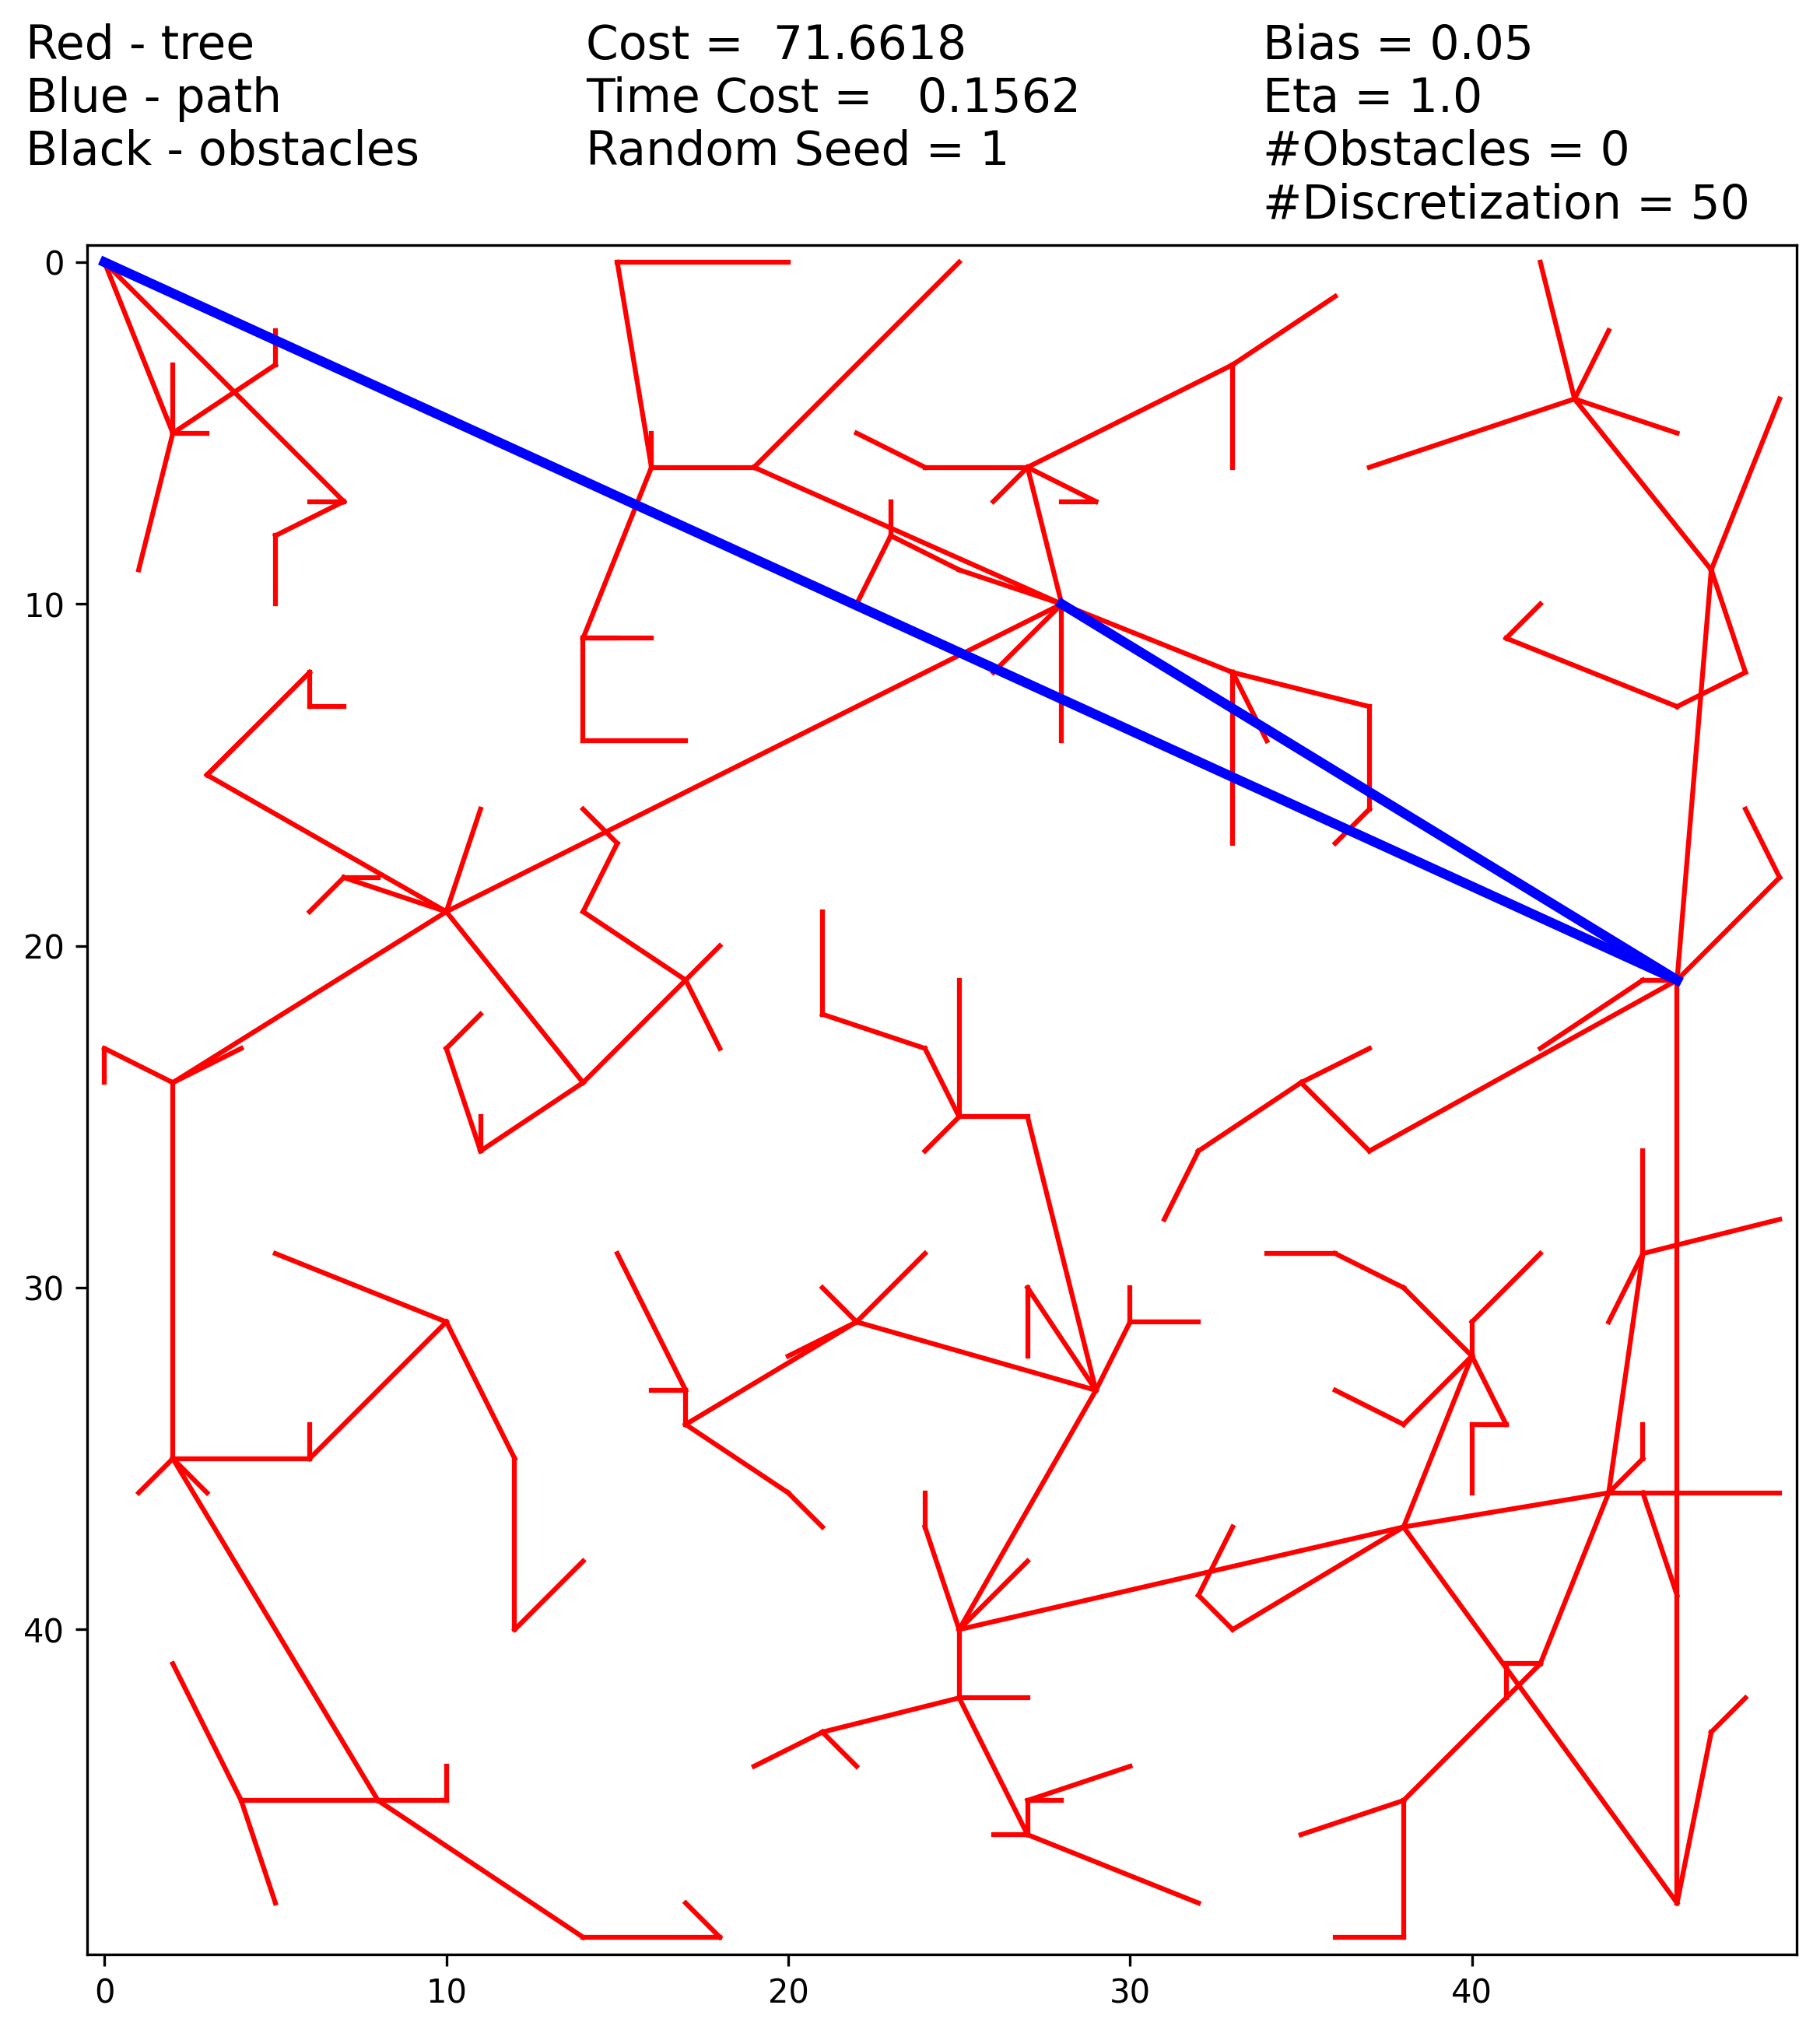 Red - tree
Blue - path
Black - obstacles
Cost = 71.6618
Time Cost = 0.1562
Random Seed = 1
Bias = 0.05
Eta = 1.0
#Obstacles = 0
#Discretization = 50
0
10
20
30
40
0 10 20 30 40